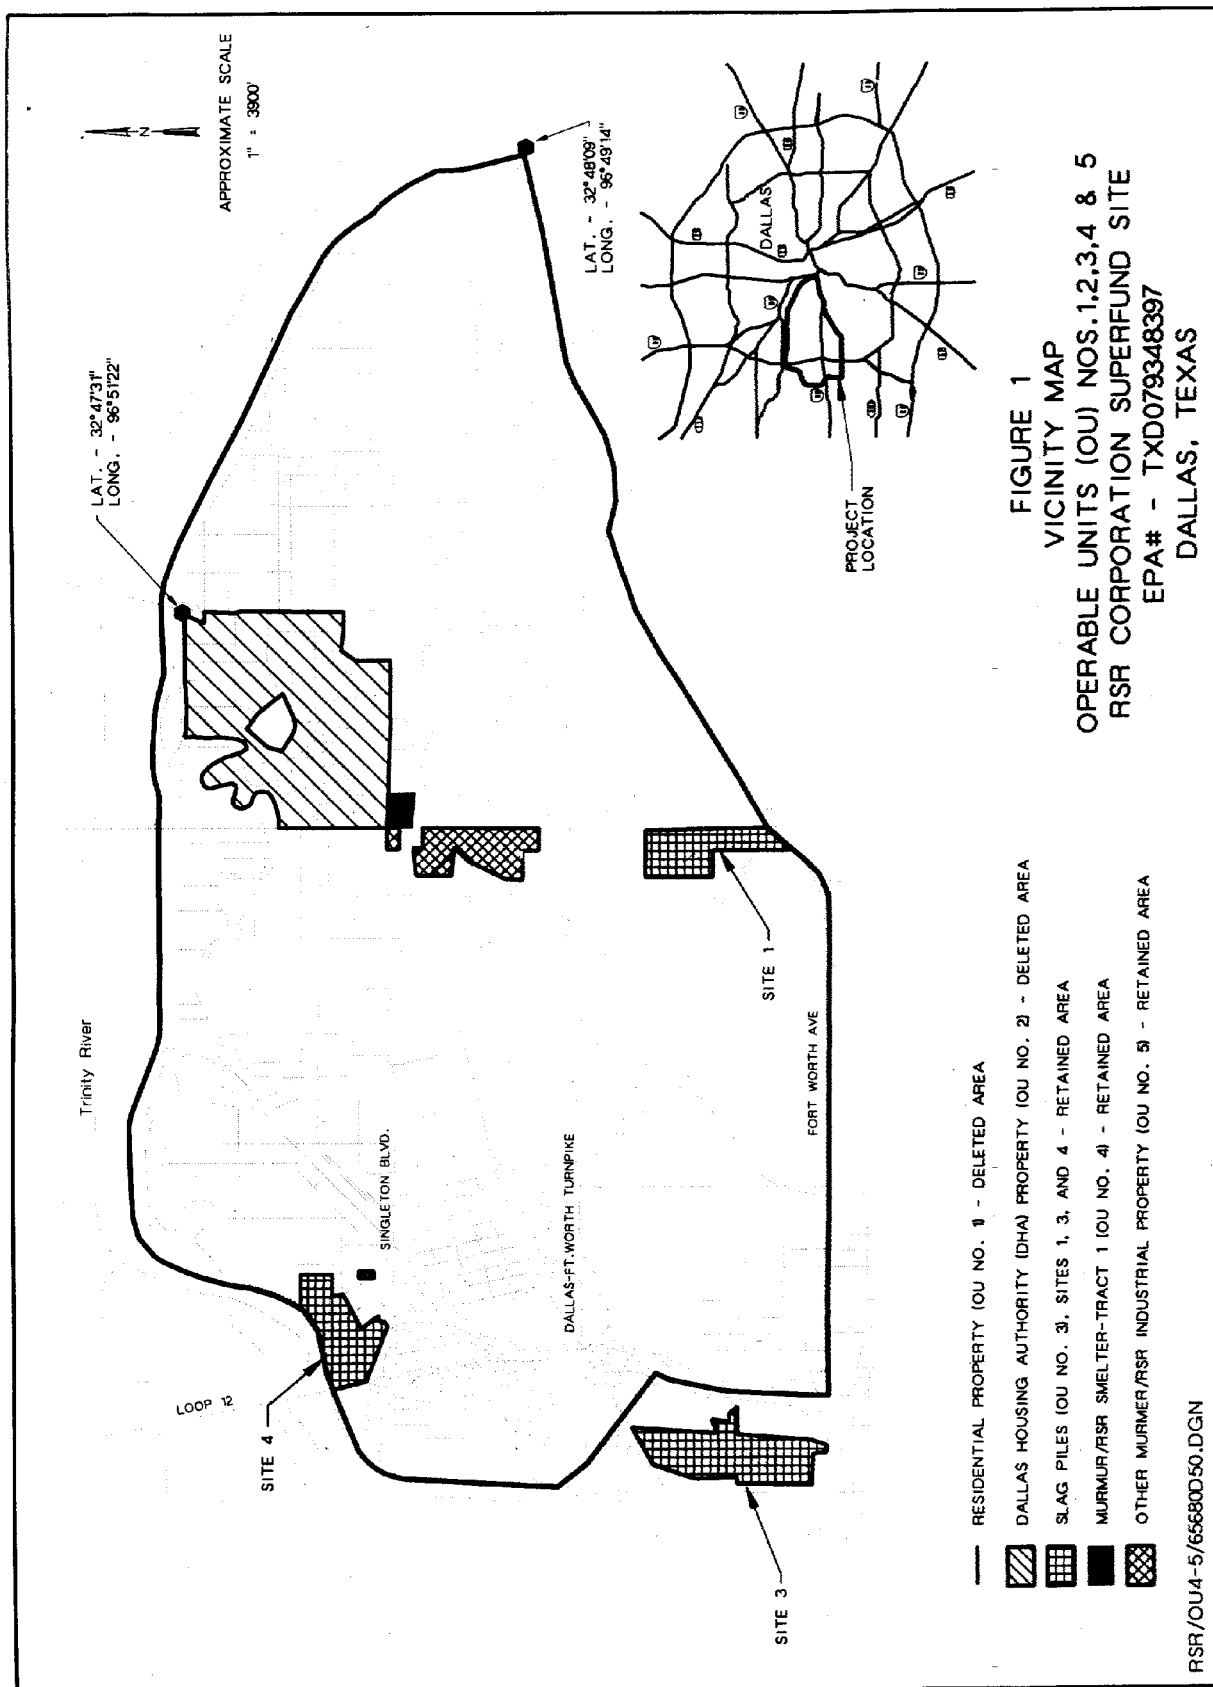 Trinity River
LOOP 12
SITE 4
SINGLETON BLVD.
DALLAS-FT.WORTH TURNPIKE
FORT WORTH AVE
SITE 3
SITE 1
LAT. - 32°47'31"
LONG. - 96°51'22"
N
APPROXIMATE SCALE
1" = 3900'
LAT. - 32°48'09"
LONG. - 96°49'14"
DALLAS
PROJECT
LOCATION
RESIDENTIAL PROPERTY (OU NO. 1) - DELETED AREA
DALLAS HOUSING AUTHORITY (DHA) PROPERTY (OU NO. 2) - DELETED AREA
SLAG PILES (OU NO. 3), SITES 1, 3, AND 4 - RETAINED AREA
MURMUR/RSR SMELTER-TRACT 1 (OU NO. 4) - RETAINED AREA
OTHER MURMER/RSR INDUSTRIAL PROPERTY (OU NO. 5) - RETAINED AREA
FIGURE 1
VICINITY MAP
OPERABLE UNITS (OU) NOS.1,2,3,4 & 5
RSR CORPORATION SUPERFUND SITE
EPA# - TXD079348397
DALLAS, TEXAS
RSR/OU4-5/65680D50.DGN